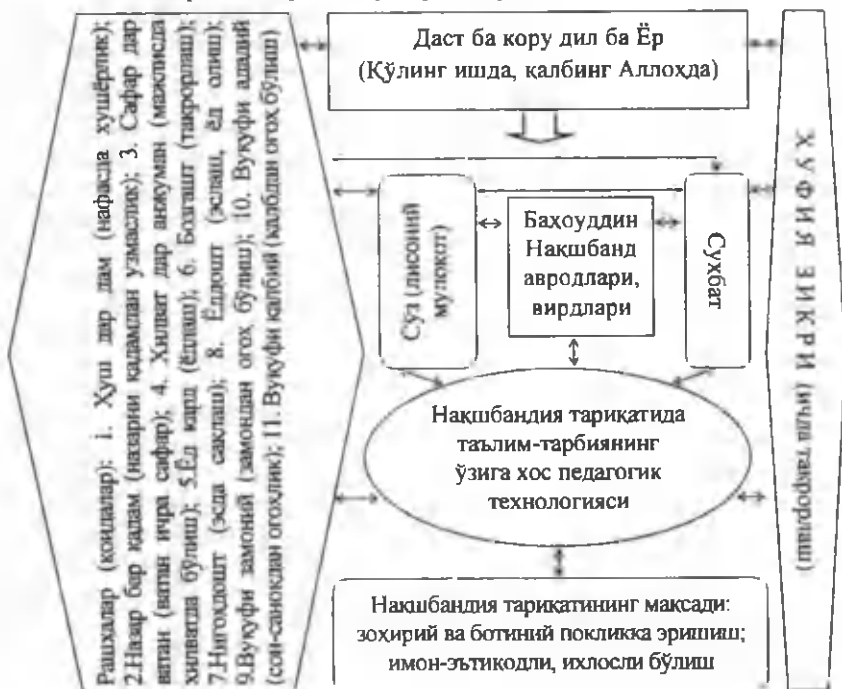 Рашхалар (қоидалар); 1. Ҳуш дар дам (нафасда хушёрлик);
2.Назар бар қадам (назарни қадамдан узмаслик); 3. Сафар дар
ватан (ватан ичра сафар); 4. Хилват дар анжуман (мажлисда
хилватда бўлиш); 5.Ёд кард (ёдлаш); 6. Бозгашт (такрорлаш);
7.Нигоҳдошт (эсда сақлаш); 8. Ёддошт (эслаш, ёд олиш);
9.Вуқуфи замоний (замондан огоҳ бўлиш); 10. Вуқуфи ададий
(сон-саноқдан огоҳлик); 11. Вуқуфи қалбий (қалбдан огоҳ бўлиш)
Даст ба кору дил ба Ёр
(Қўлинг ишда, қалбинг Аллоҳда)
Сўз (лисоний
мулоқот)
Баҳоуддин
Нақшбанд
авродлари,
вирдлари
Суҳбат
Нақшбандия тариқатида
таълим-тарбиянинг
ўзига хос педагогик
технологияси
Нақшбандия тариқатининг мақсади:
зоҳирий ва ботиний покликка эришиш;
имон-эътиқодли, ихлосли бўлиш
ХУФИЯ ЗИКРИ (ичда такрорлаш)